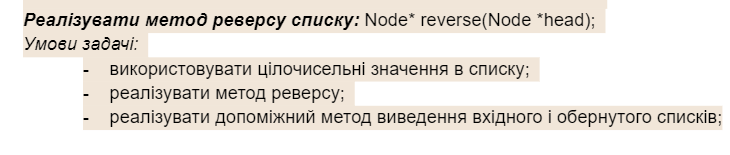 Реалізувати метод реверсу списку: Node* reverse(Node *head);
Умови задачі:
- використовувати цілочисельні значення в списку;
- реалізувати метод реверсу;
- реалізувати допоміжний метод виведення вхідного і обернутого списків;